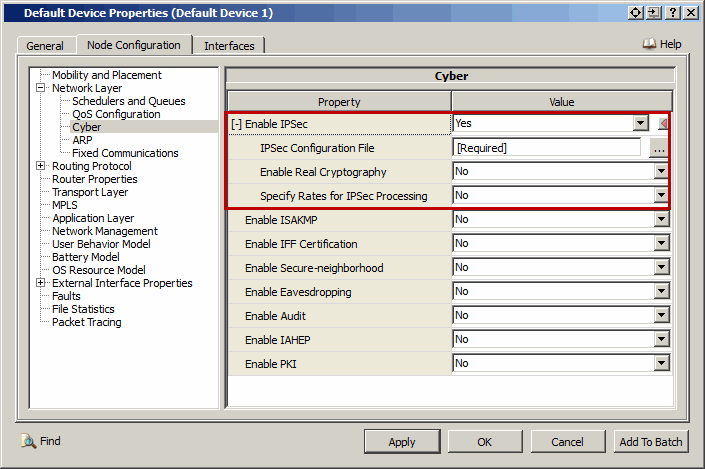 Default Device Properties (Default Device 1)
?
General
Node Configuration
Interfaces
Help
Mobility and Placement
Network Layer
Schedulers and Queues
QoS Configuration
Cyber
ARP
Fixed Communications
Routing Protocol
Router Properties
Transport Layer
MPLS
Application Layer
Network Management
User Behavior Model
Battery Model
OS Resource Model
External Interface Properties
Faults
File Statistics
Packet Tracing
Cyber
Property Value
[-] Enable IPSec Yes
IPSec Configuration File [Required] ...
Enable Real Cryptography No
Specify Rates for IPSec Processing No
Enable ISAKMP No
Enable IFF Certification No
Enable Secure-neighborhood No
Enable Eavesdropping No
Enable Audit No
Enable IAHEP No
Enable PKI No
Find
Apply
OK
Cancel
Add To Batch